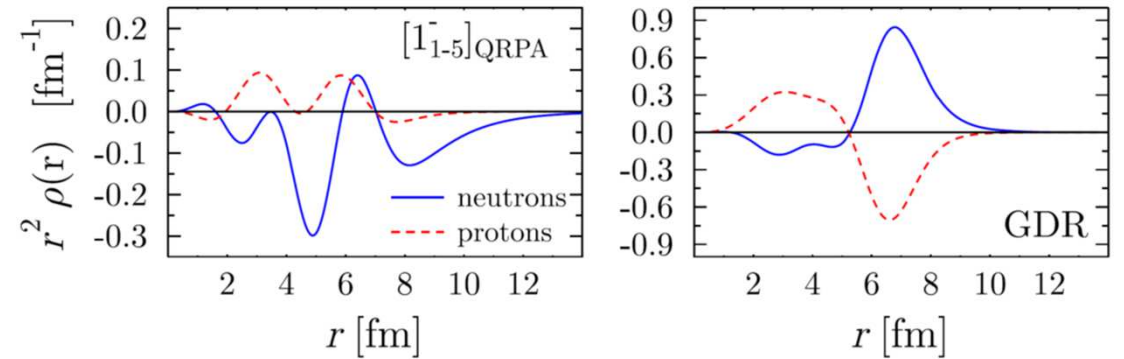 r² ρ(r) [fm⁻¹]
0.2
0.1
0.0
-0.1
-0.2
-0.3
[1⁻₁₋₅]QRPA
neutrons
protons
2 4 6 8 10 12
r [fm]
0.9
0.6
0.3
0.0
-0.3
-0.6
-0.9
GDR
2 4 6 8 10 12
r [fm]